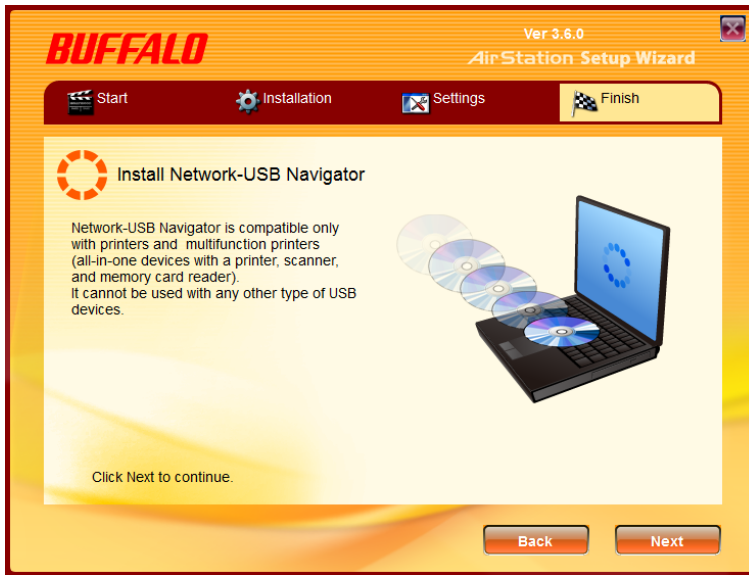 BUFFALO
Ver 3.6.0
AirStation Setup Wizard
Start
Installation
Settings
Finish
Install Network-USB Navigator
Network-USB Navigator is compatible only
with printers and multifunction printers
(all-in-one devices with a printer, scanner,
and memory card reader).
It cannot be used with any other type of USB
devices.
Click Next to continue.
Back
Next